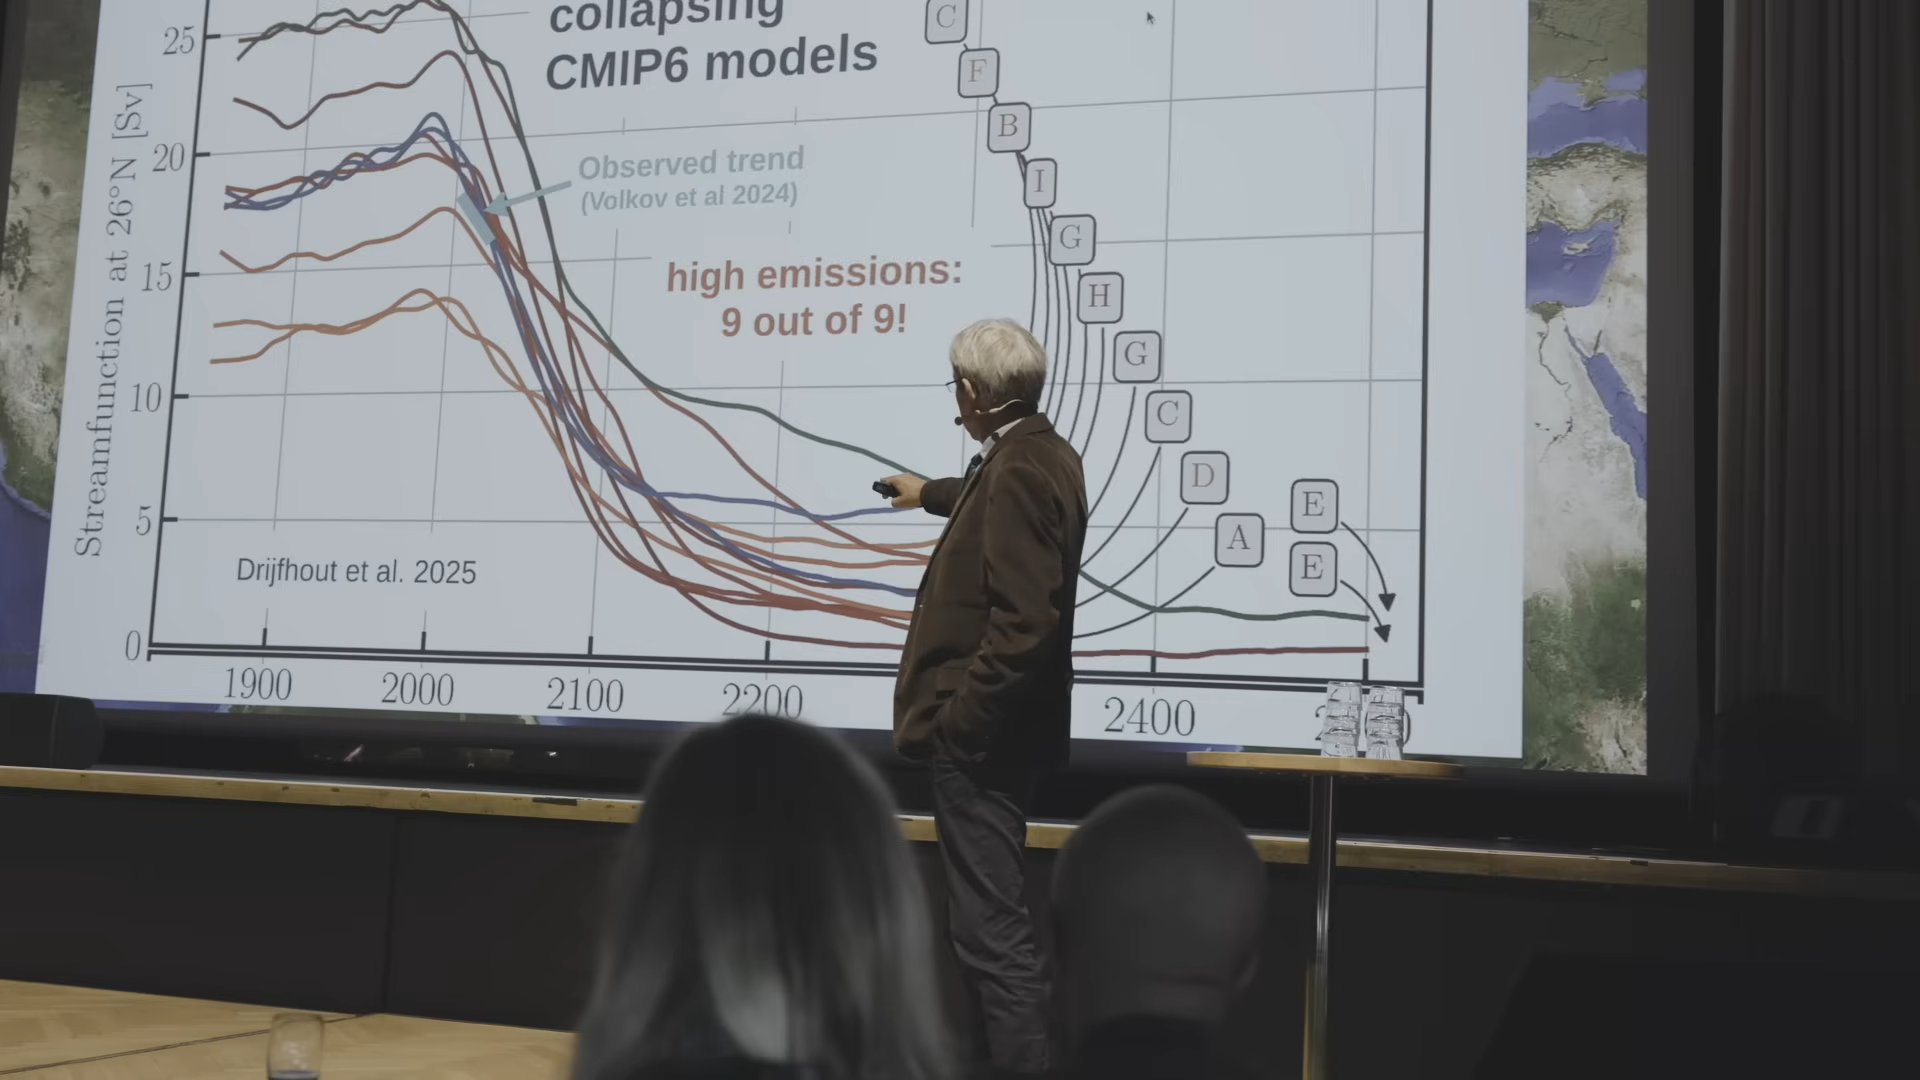 collapsing
CMIP6 models
Observed trend
(Volkov et al 2024)
high emissions:
9 out of 9!
Streamfunction at 26°N [Sv]
25
20
15
10
5
0
Drijfhout et al. 2025
1900
2000
2100
2200
2400
C
F
B
I
G
H
G
C
D
A
E
E